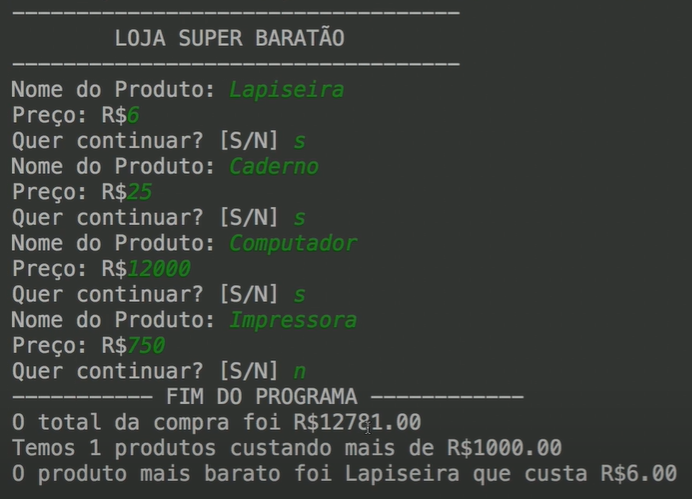 -----------------------------------
LOJA SUPER BARATÃO
-----------------------------------
Nome do Produto: Lapiseira
Preço: R$6
Quer continuar? [S/N] s
Nome do Produto: Caderno
Preço: R$25
Quer continuar? [S/N] s
Nome do Produto: Computador
Preço: R$12000
Quer continuar? [S/N] s
Nome do Produto: Impressora
Preço: R$750
Quer continuar? [S/N] n
----------- FIM DO PROGRAMA ------------
O total da compra foi R$12781.00
Temos 1 produtos custando mais de R$1000.00
O produto mais barato foi Lapiseira que custa R$6.00